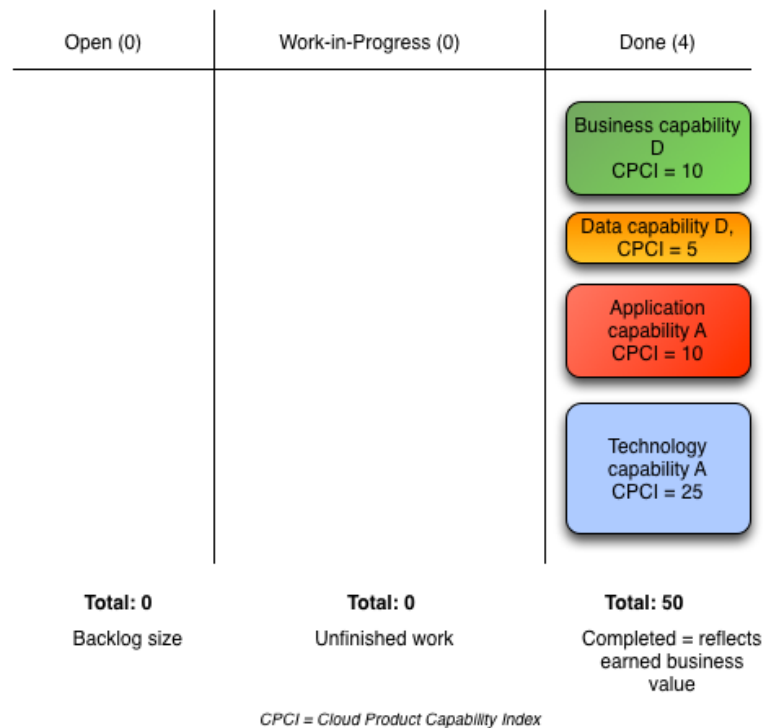 Open (0)
Work-in-Progress (0)
Done (4)
Business capability
D
CPCI = 10
Data capability D,
CPCI = 5
Application
capability A
CPCI = 10
Technology
capability A
CPCI = 25
Total: 0
Total: 0
Total: 50
Backlog size
Unfinished work
Completed = reflects
earned business
value
CPCI = Cloud Product Capability Index